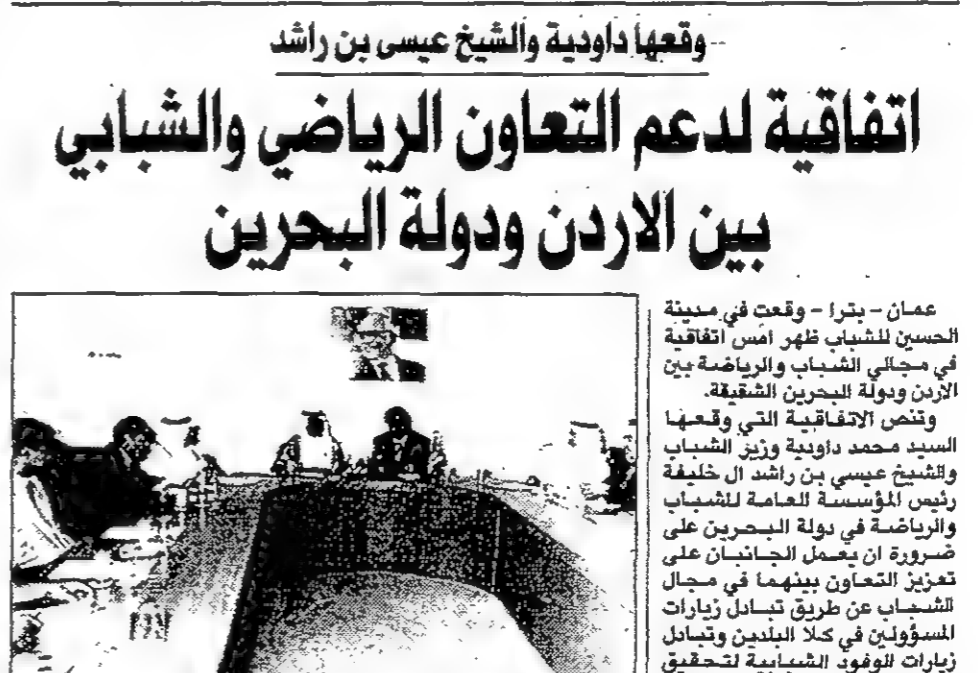 وقعها داودية والشيخ عيسى بن راشد
اتفاقية لدعم التعاون الرياضي والشبابي
بين الاردن ودولة البحرين
عمان - بترا - وقعت في مدينة
الحسين للشباب ظهر امس اتفاقية
في مجالي الشباب والرياضة بين
الاردن ودولة البحرين الشقيقة.
وتنص الاتفاقية التي وقعها
السيد محمد داودية وزير الشباب
والشيخ عيسى بن راشد ال خليفة
رئيس المؤسسة العامة للشباب
والرياضة في دولة البحرين على
ضرورة ان يعمل الجانبان على
تعزيز التعاون بينهما في مجال
الشباب عن طريق تبادل زيارات
المسؤولين في كلا البلدين وتبادل
زيارات الوفود الشبابية لتحقيق